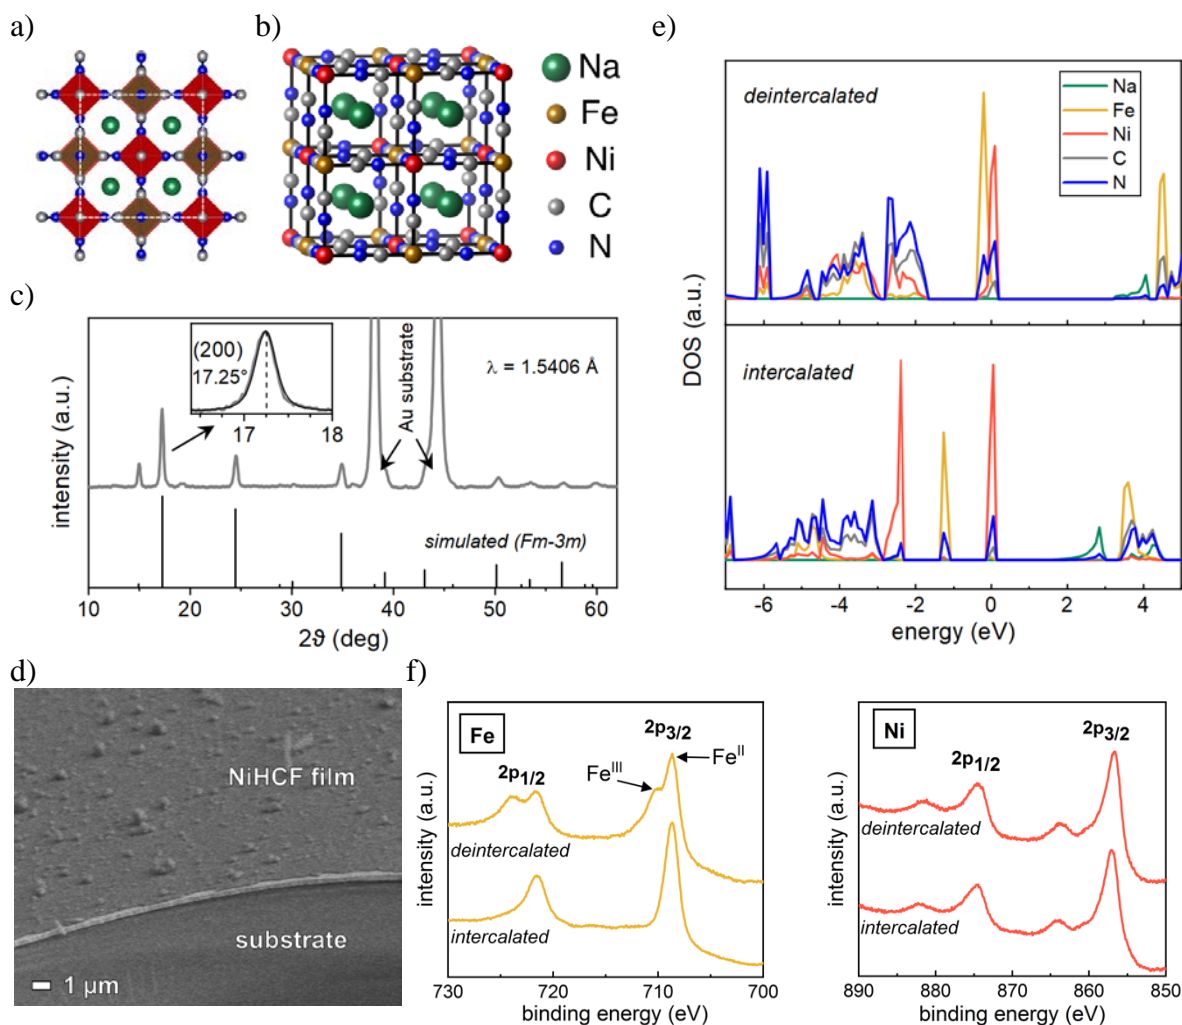 a)
b)
Na
Fe
Ni
C
N
c)
(200)
17.25°
17
18
Au substrate
λ = 1.5406 Å
simulated (Fm-3m)
intensity (a.u.)
10
20
30
40
50
60
2ϑ (deg)
d)
NiHCF film
substrate
1 µm
e)
deintercalated
Na
Fe
Ni
C
N
intercalated
DOS (a.u.)
-6
-4
-2
0
2
4
energy (eV)
f)
Fe
2p1/2
2p3/2
FeIII
FeII
deintercalated
intercalated
intensity (a.u.)
730
720
710
700
binding energy (eV)
Ni
2p1/2
2p3/2
deintercalated
intercalated
intensity (a.u.)
890
880
870
860
850
binding energy (eV)